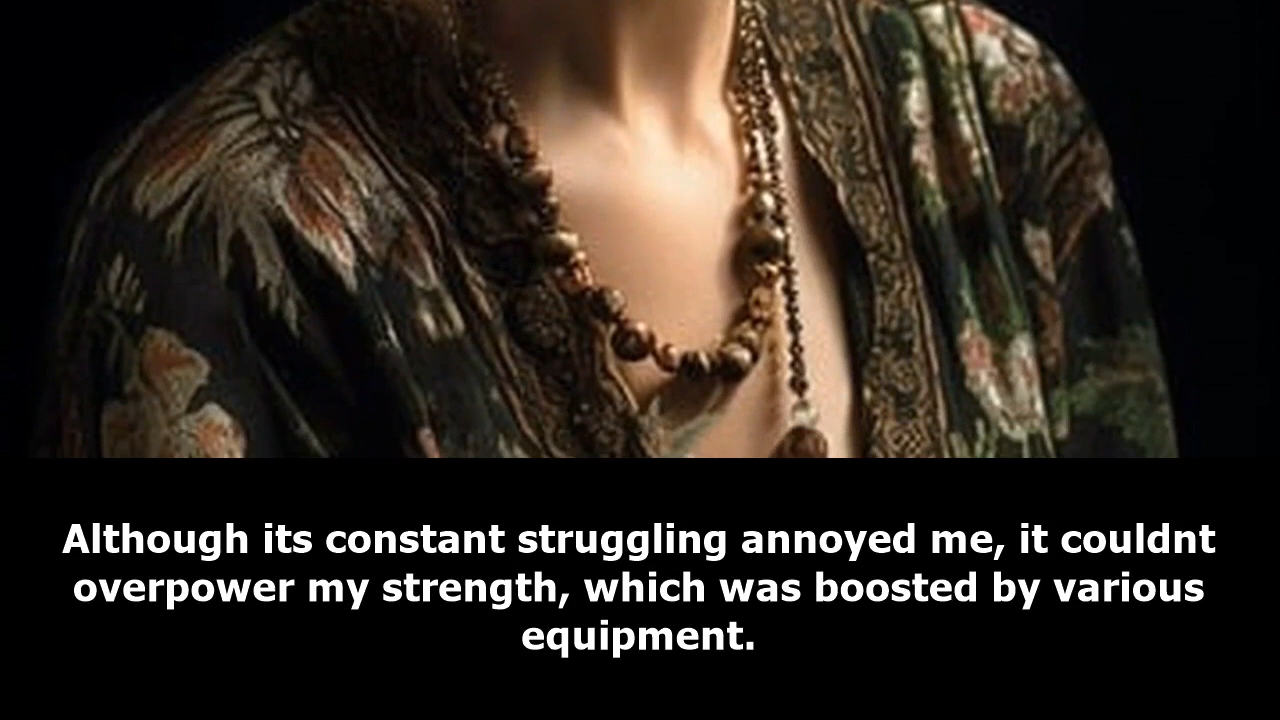 Although its constant struggling annoyed me, it couldnt
overpower my strength, which was boosted by various
equipment.